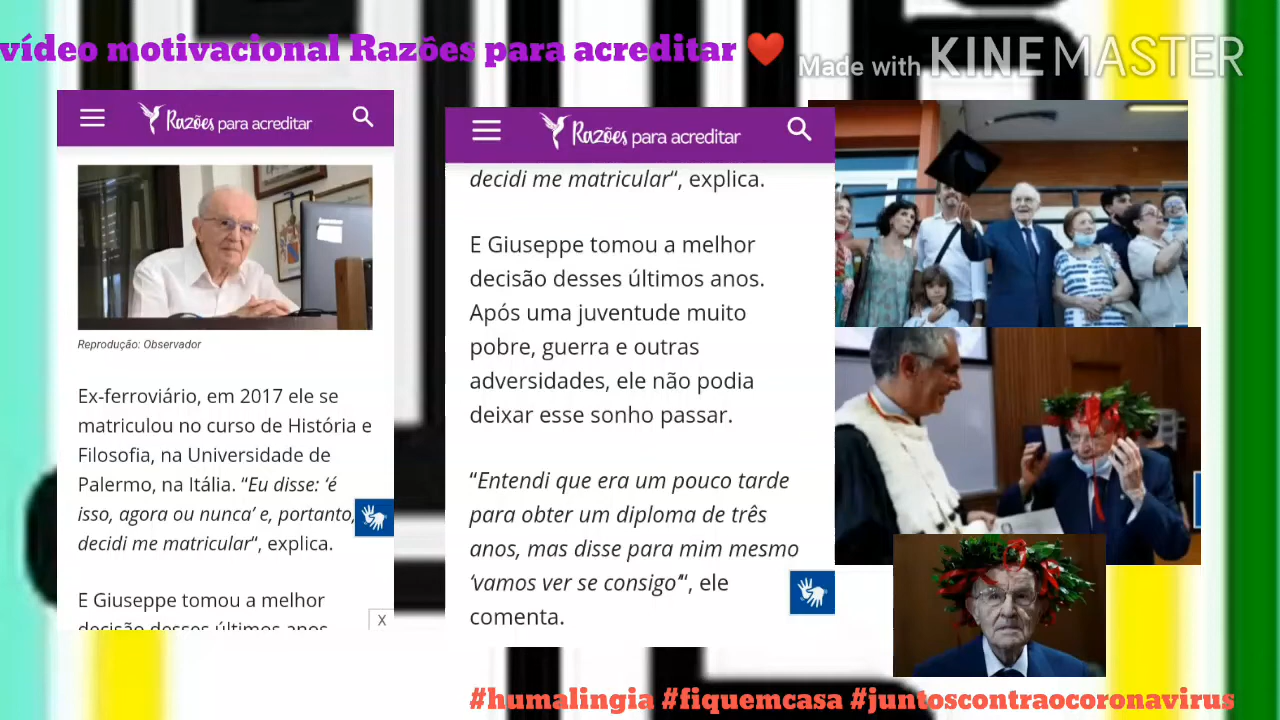 vídeo motivacional Razões para acreditar ❤️
Made with KINEMASTER
Razões para acreditar
Reprodução: Observador
Ex-ferroviário, em 2017 ele se
matriculou no curso de História e
Filosofia, na Universidade de
Palermo, na Itália. “Eu disse: ‘é
isso, agora ou nunca’ e, portanto,
decidi me matricular“, explica.
E Giuseppe tomou a melhor
decisão desses últimos anos.
X
Razões para acreditar
decidi me matricular“, explica.
E Giuseppe tomou a melhor
decisão desses últimos anos.
Após uma juventude muito
pobre, guerra e outras
adversidades, ele não podia
deixar esse sonho passar.
“Entendi que era um pouco tarde
para obter um diploma de três
anos, mas disse para mim mesmo
‘vamos ver se consigo’“, ele
comenta.
#humalingia #fiquemcasa #juntoscontraocoronavirus